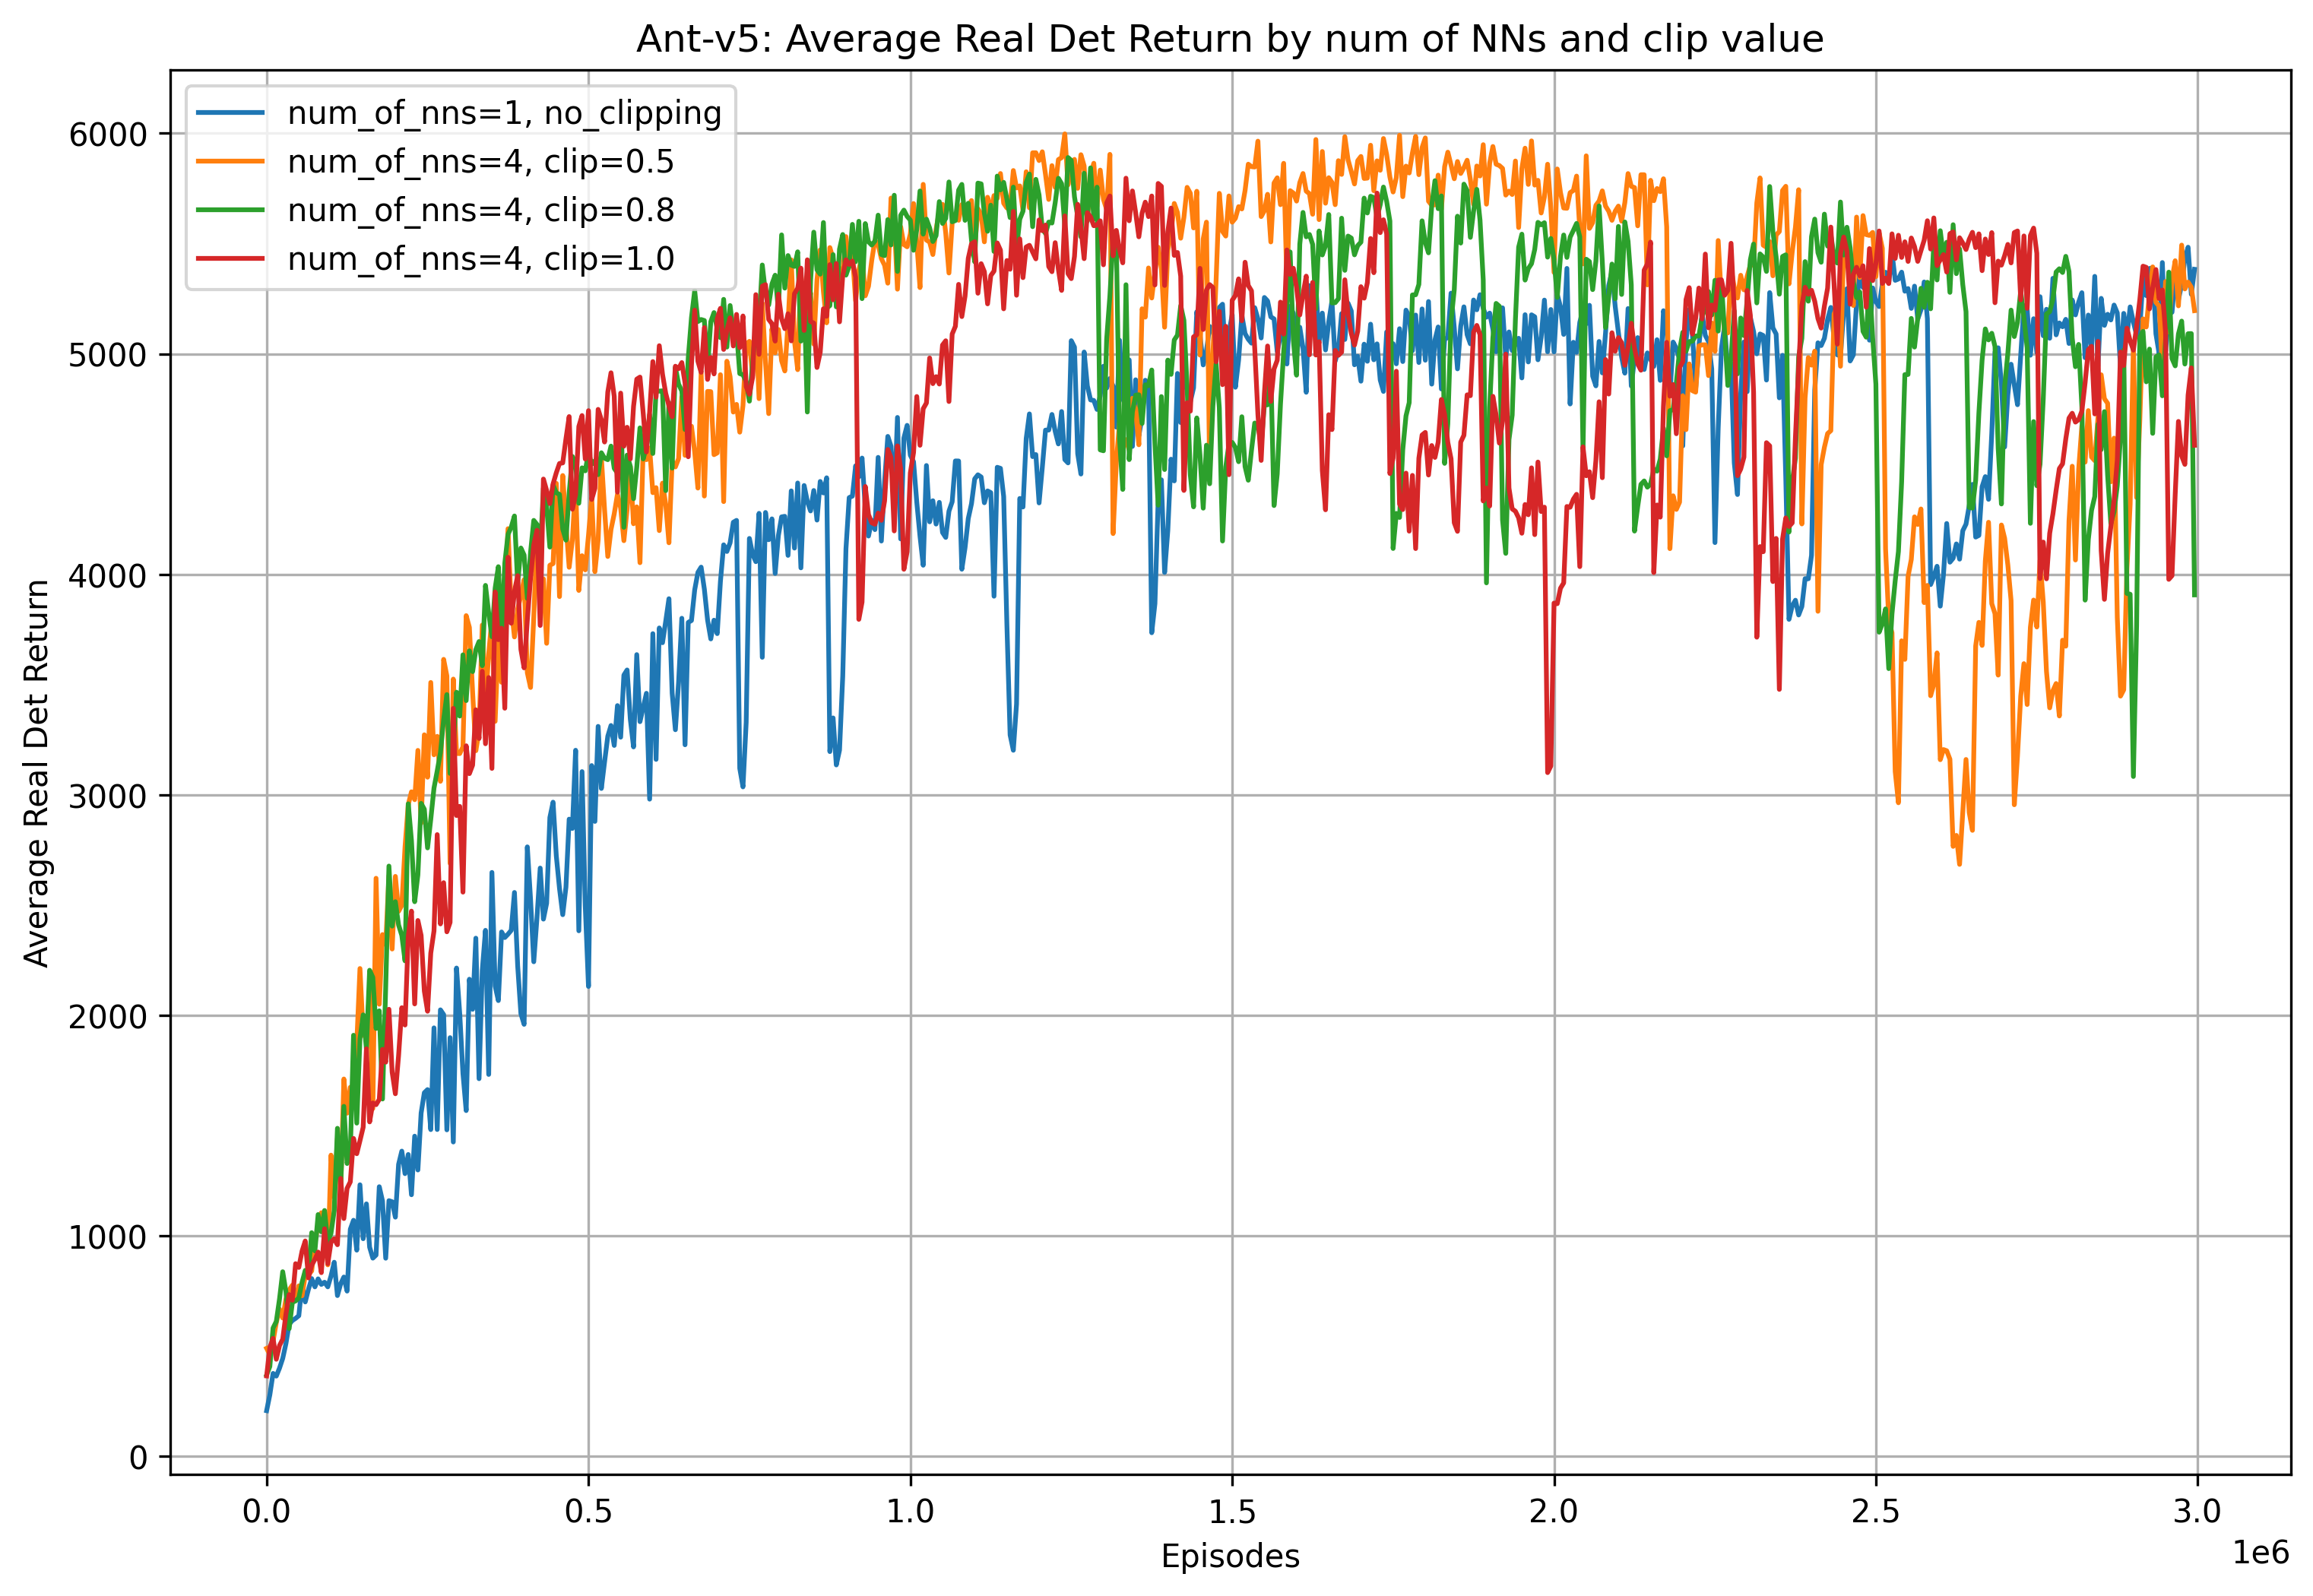 Ant-v5: Average Real Det Return by num of NNs and clip value
num_of_nns=1, no_clipping
num_of_nns=4, clip=0.5
num_of_nns=4, clip=0.8
num_of_nns=4, clip=1.0
Average Real Det Return
6000
5000
4000
3000
2000
1000
0
0.0 0.5 1.0 1.5 2.0 2.5 3.0
1e6
Episodes